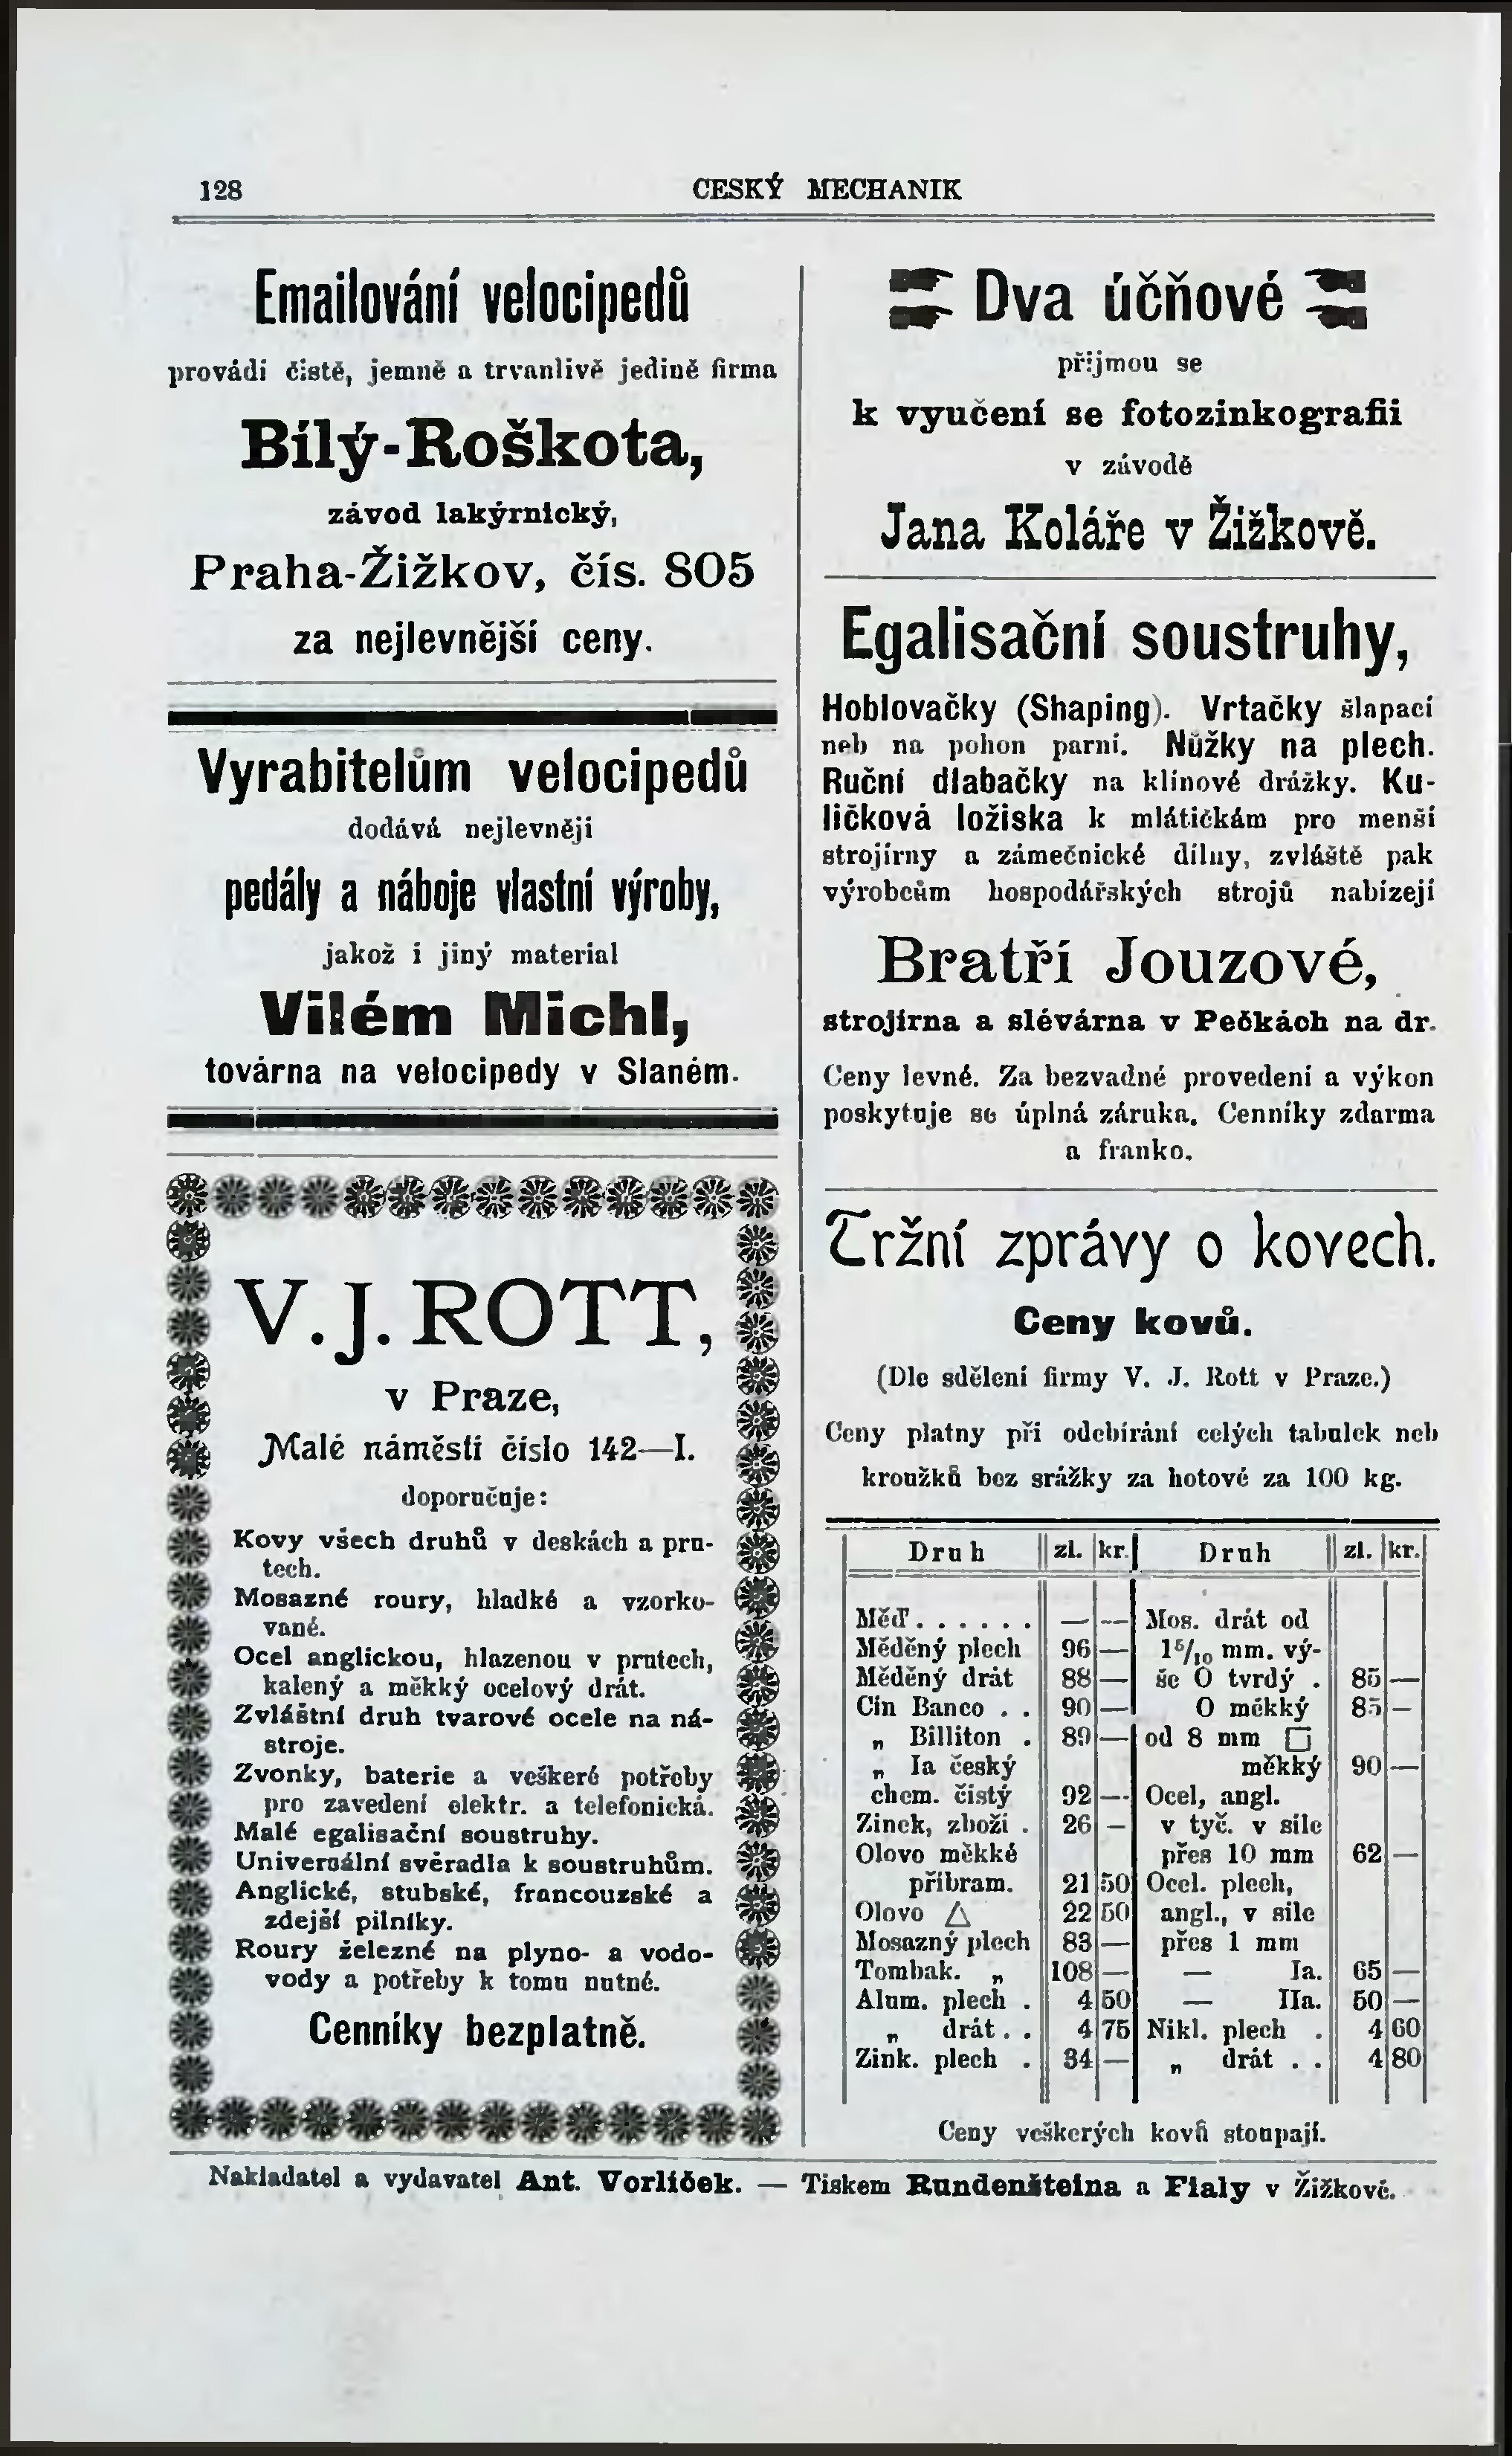 128
CESKÝ MECHANIK
Emailování velocipedů
provádí čistě, jemně a trvanlivě jedině firma
Bílý-Roškota,
závod lakýrnický,
Praha-Žižkov, čís. 805
za nejlevnější ceny.
Vyrabitelům velocipedů
dodává nejlevněji
pedály a náboje vlastní výroby,
jakož i jiný material
Vilém Michl,
továrna na velocipedy v Slaném.
V. J. ROTT,
v Praze,
Malé náměstí číslo 142—I.
doporučuje:
Kovy všech druhů v deskách a pru-
tech.
Mosazné roury, hladké a vzorko-
vané.
Ocel anglickou, hlazenou v prutech,
kalený a měkký ocelový drát.
Zvláštní druh tvarové ocele na ná-
stroje.
Zvonky, baterie a veškeré potřeby
pro zavedení elektr. a telefonická.
Malé egalisační soustruhy.
Universální svěradla k soustruhům.
Anglické, stubské, francouzské a
zdejší pilníky.
Roury železné na plyno- a vodo-
vody a potřeby k tomu nutné.
Cenníky bezplatně.
Dva účňové
přijmou se
k vyučení se fotozinkografii
v závodě
Jana Koláře v Žižkově.
Egalisační soustruhy,
Hoblovačky (Shaping). Vrtačky šlapací
neb na pohon parní. Nůžky na plech.
Ruční dlabačky na klínové drážky. Ku-
ličková ložiska k mlátičkám pro menší
strojírny a zámečnické dílny, zvláště pak
výrobcům hospodářských strojů nabízejí
Bratří Jouzové,
strojírna a slévárna v Pečkách na dr.
Ceny levné. Za bezvadné provedení a výkon
poskytuje se úplná záruka. Cenníky zdarma
a franko.
Tržní zprávy o kovech.
Ceny kovů.
(Dle sdělení firmy V. J. Rott v Praze.)
Ceny platny při odebírání celých tabulek neb
kroužků bez srážky za hotové za 100 kg.
Druh zl. kr. Druh zl. kr.
Měď . . . . . . — — Mos. drát od
Měděný plech 96 — 1⁵/₁₀ mm. vý-
Měděný drát 88 — še O tvrdý . 85 —
Cín Banco . . 90 — O měkký 85 —
„ Billiton . 89 — od 8 mm □
„ Ia český měkký 90 —
chem. čistý 92 — Ocel, angl.
Zinek, zboží . 26 — v tyč. v síle
Olovo měkké přes 10 mm 62 —
příbram. 21 50 Ocel. plech,
Olovo △ 22 50 angl., v síle
Mosazný plech 83 — přes 1 mm
Tombak. „ 108 — — Ia. 65 —
Alum. plech . 4 50 — IIa. 50 —
„ drát . . 4 75 Nikl. plech . 4 60
Zink. plech . 34 — „ drát . . 4 80
Ceny veškerých kovů stoupají.
Nakladatel a vydavatel Ant. Vorlíček. — Tiskem Rundenšteina a Fialy v Žižkově.